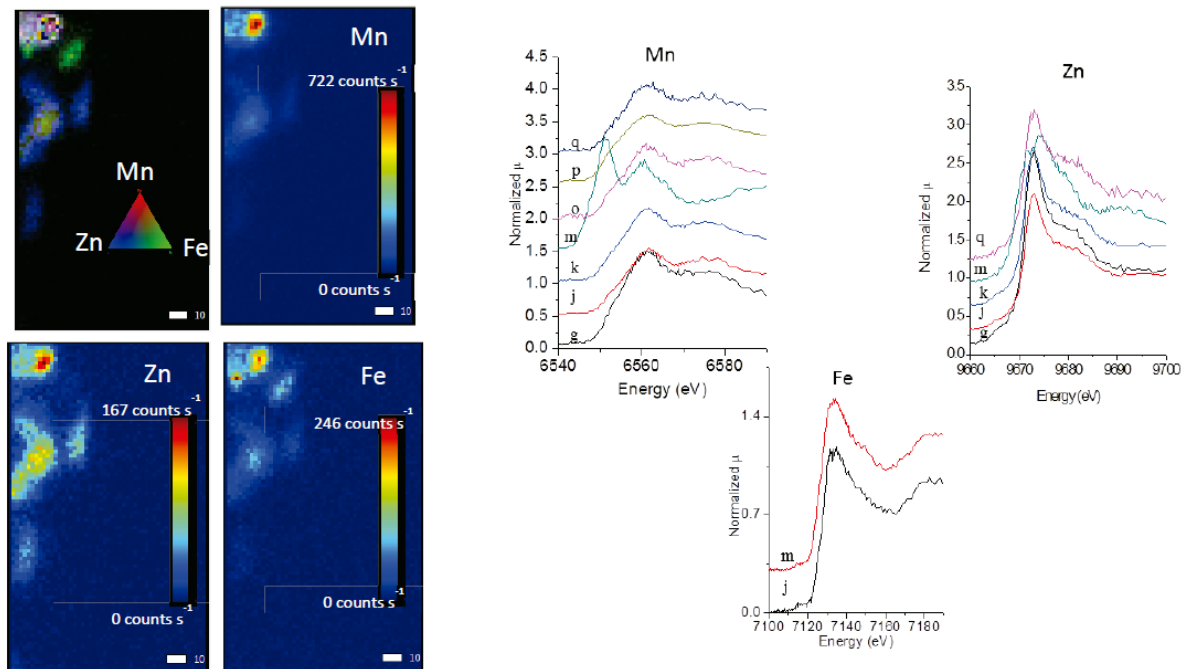 Mn
Zn
Fe
10
Mn
722 counts s-1
0 counts s-1
10
Zn
167 counts s-1
0 counts s-1
10
Fe
246 counts s-1
0 counts s-1
10
Mn
4.5
4.0
3.5
3.0
2.5
2.0
1.5
1.0
0.5
0.0
Normalized μ
q
p
o
m
k
j
g
6540
6560
6580
Energy (eV)
Zn
3.5
3.0
2.5
2.0
1.5
1.0
0.5
0.0
Normalized μ
q
m
k
j
g
9660
9670
9680
9690
9700
Energy (eV)
Fe
1.4
0.7
0.0
Normalized μ
m
j
7100
7120
7140
7160
7180
Energy (eV)